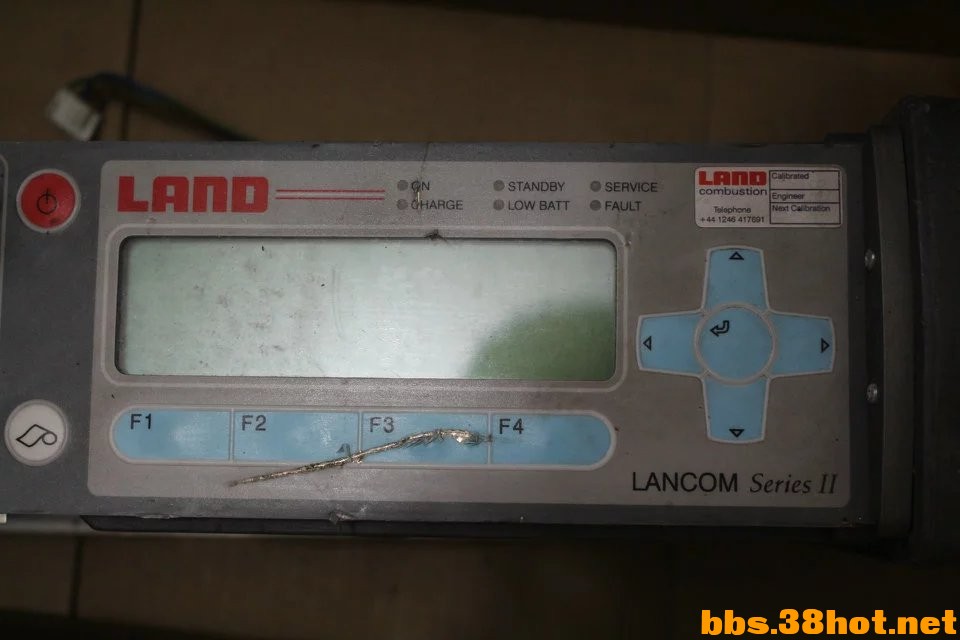 LAND
ON
STANDBY
SERVICE
CHARGE
LOW BATT
FAULT
LAND
combustion
Telephone
+44 1246 417691
Calibrated
Engineer
Next Calibration
F1
F2
F3
F4
LANCOM Series II
bbs.38hot.net